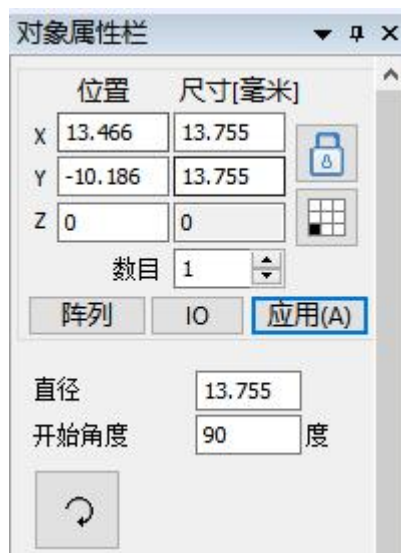 对象属性栏
位置 尺寸[毫米]
X 13.466 13.755
Y -10.186 13.755
Z 0 0
数目 1
阵列 IO 应用(A)
直径 13.755
开始角度 90 度